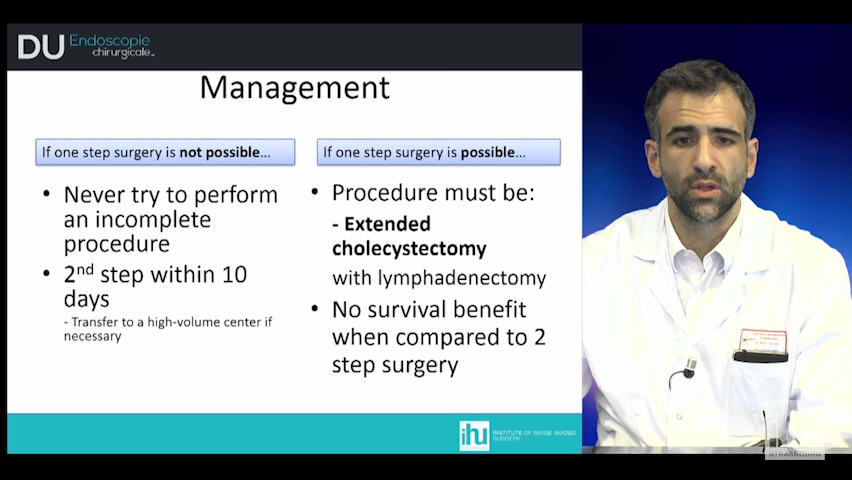 DU Endoscopie
chirurgicale
Management
If one step surgery is not possible...
• Never try to perform
an incomplete
procedure
• 2nd step within 10
days
- Transfer to a high-volume center if
necessary
If one step surgery is possible...
• Procedure must be:
- Extended
cholecystectomy
with lymphadenectomy
• No survival benefit
when compared to 2
step surgery
ihu
INSTITUTE OF IMAGE GUIDED
SURGERY
STRASBOURG